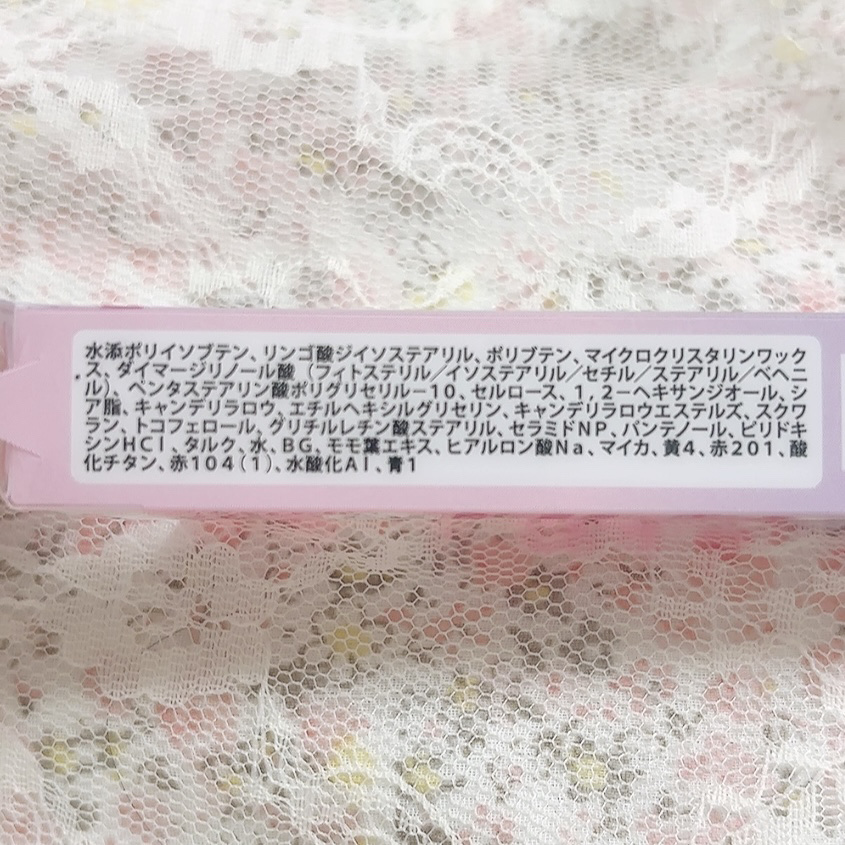 水添ポリイソブテン、リンゴ酸ジイソステアリル、ポリブテン、マイクロクリスタリンワック
ス、ダイマージリノール酸（フィトステリル／イソステアリル／セチル／ステアリル／ベヘニ
ル）、ペンタステアリン酸ポリグリセリル－10、セルロース、1,2－ヘキサンジオール、シ
ア脂、キャンデリラロウ、エチルヘキシルグリセリン、キャンデリラロウエステルズ、スクワ
ラン、トコフェロール、グリチルレチン酸ステアリル、セラミドNP、パンテノール、ピリドキ
シンHCl、タルク、水、BG、モモ葉エキス、ヒアルロン酸Na、マイカ、黄4、赤201、酸
化チタン、赤104(1)、水酸化Al、青1